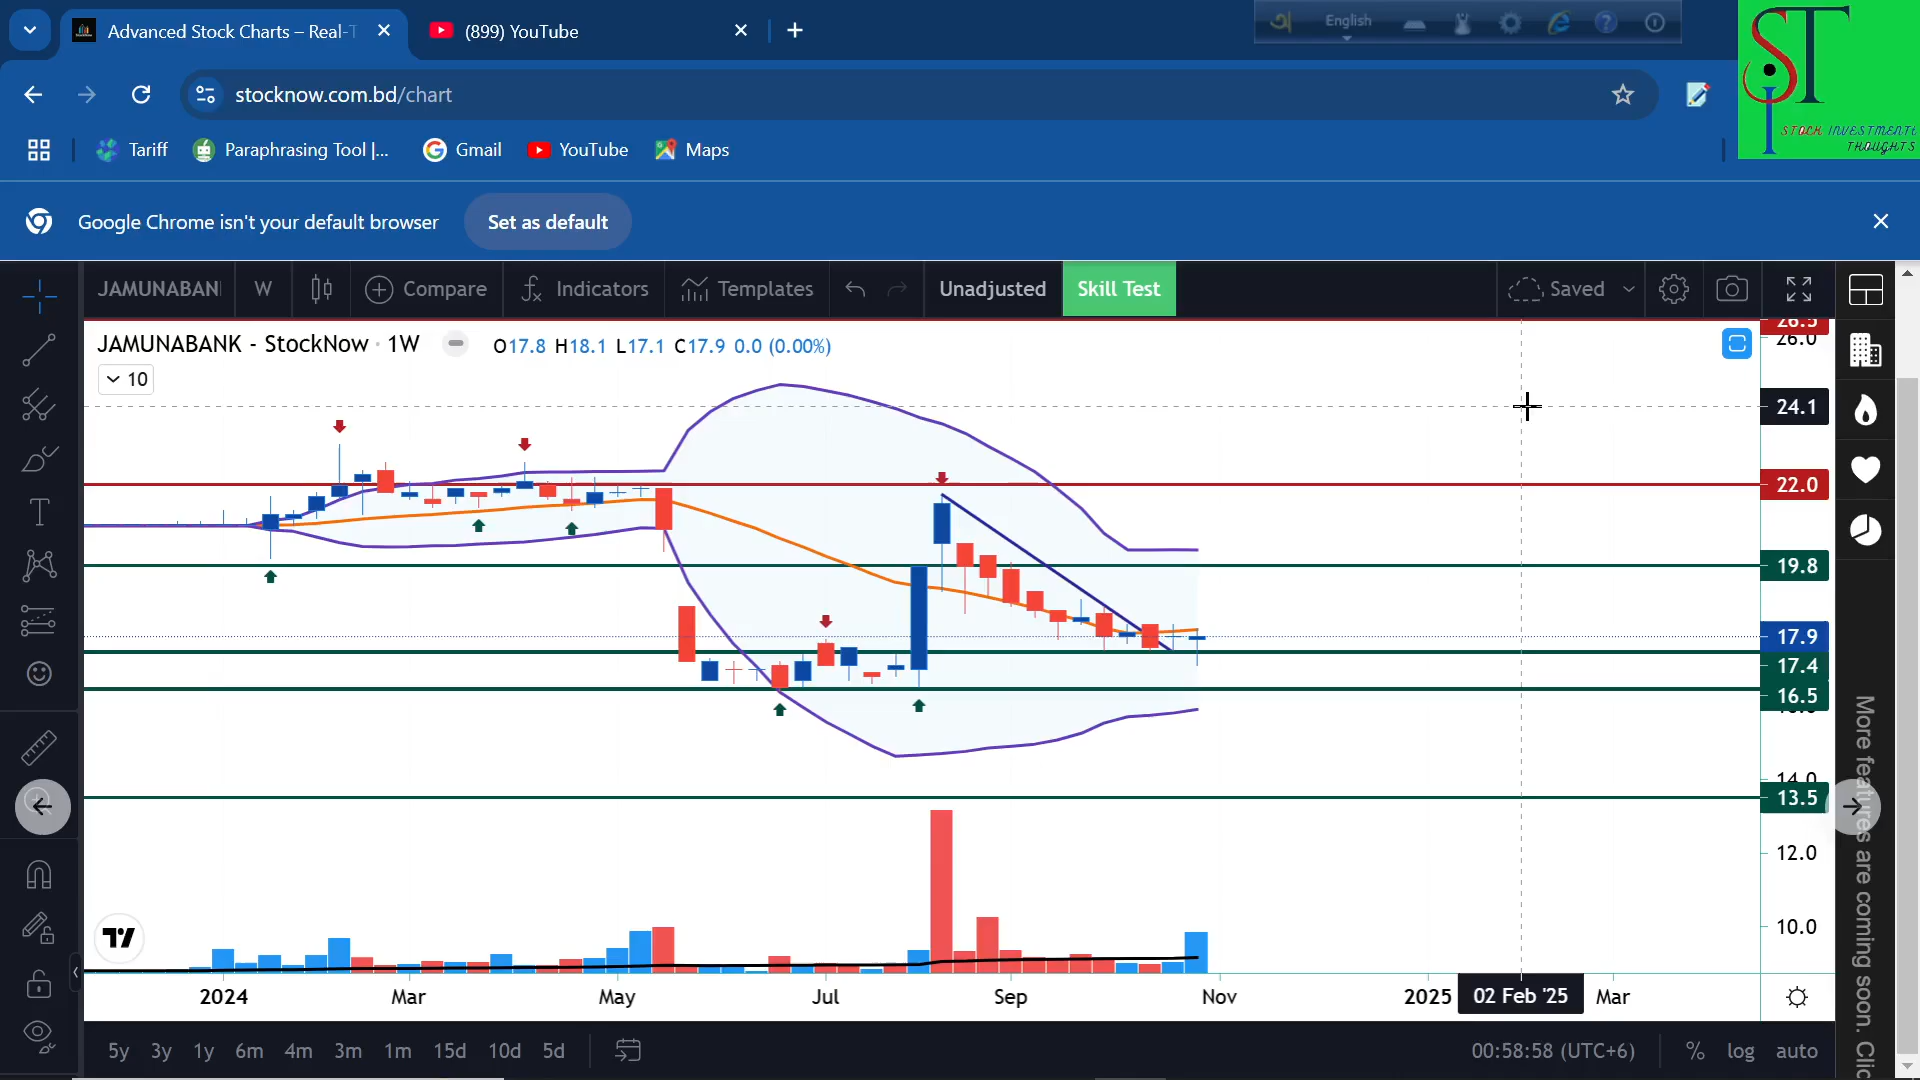 Advanced Stock Charts – Real-T
(899) YouTube
English
stocknow.com.bd/chart
ST
STOCK INVESTMENT
THOUGHTS
Tariff
Paraphrasing Tool |...
Gmail
YouTube
Maps
Google Chrome isn't your default browser
Set as default
JAMUNABAN
W
Compare
Indicators
Templates
Unadjusted
Skill Test
Saved
JAMUNABANK - StockNow · 1W
O17.8 H18.1 L17.1 C17.9 0.0 (0.00%)
10
26.5
26.0
24.1
22.0
19.8
17.9
17.4
16.5
14.0
13.5
12.0
10.0
More features are coming soon. Clic
2024
Mar
May
Jul
Sep
Nov
2025
02 Feb '25
Mar
5y
3y
1y
6m
4m
3m
1m
15d
10d
5d
00:58:58 (UTC+6)
%
log
auto